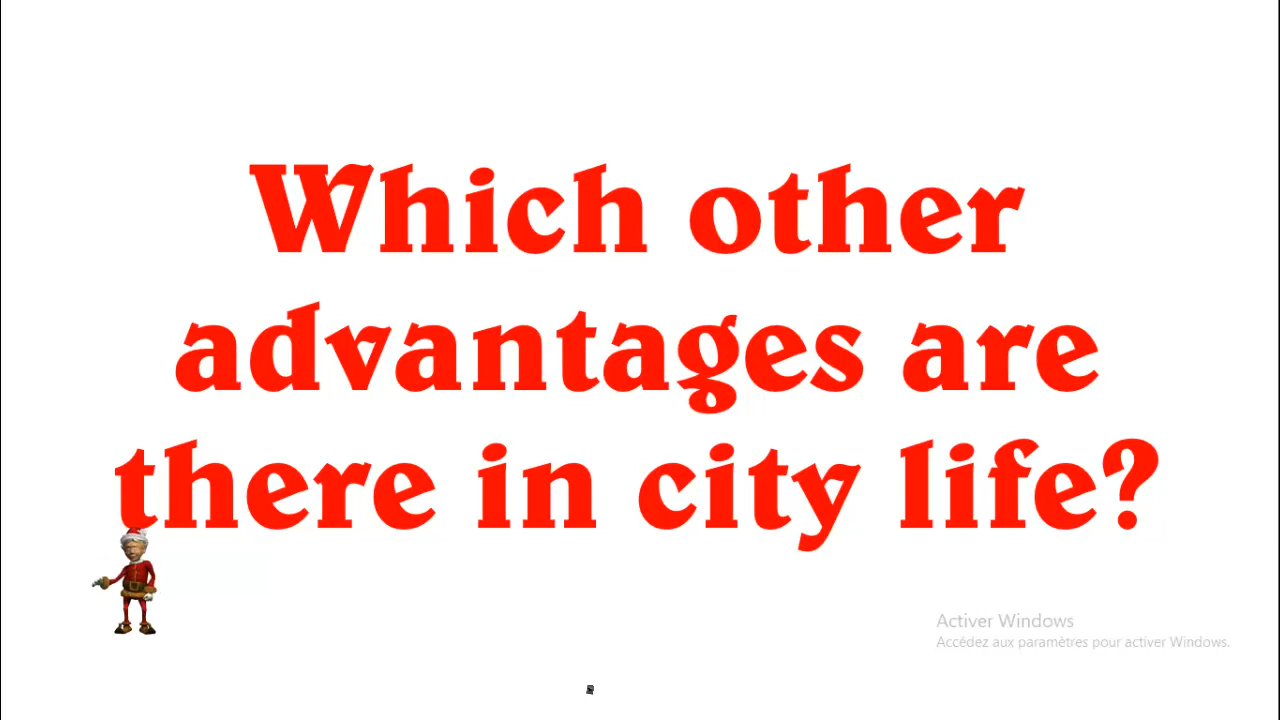 Which other
advantages are
there in city life?
Activer Windows
Accédez aux paramètres pour activer Windows.